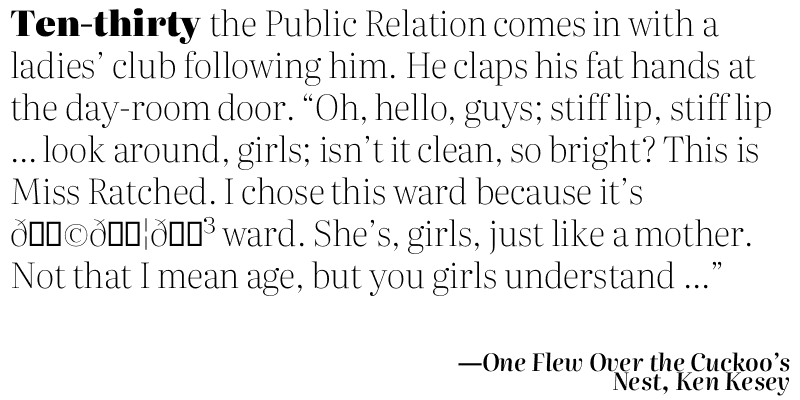 Ten-thirty the Public Relation comes in with a
ladies’ club following him. He claps his fat hands at
the day-room door. “Oh, hello, guys; stiff lip, stiff lip
… look around, girls; isn’t it clean, so bright? This is
Miss Ratched. I chose this ward because it’s
ð▯▯©ð▯▯¦ð▯▯³ ward. She’s, girls, just like a mother.
Not that I mean age, but you girls understand …”
—One Flew Over the Cuckoo’s
Nest, Ken Kesey